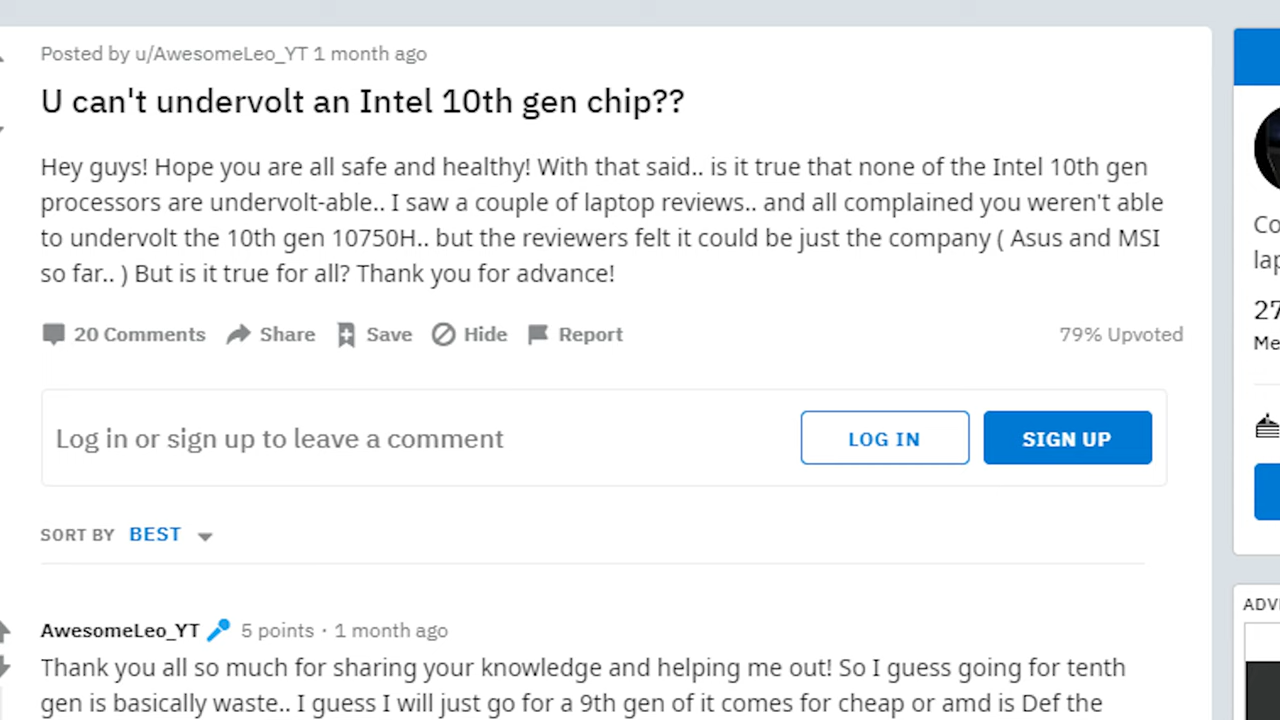 Posted by u/AwesomeLeo_YT 1 month ago
U can't undervolt an Intel 10th gen chip??
Hey guys! Hope you are all safe and healthy! With that said.. is it true that none of the Intel 10th gen
processors are undervolt-able.. I saw a couple of laptop reviews.. and all complained you weren't able
to undervolt the 10th gen 10750H.. but the reviewers felt it could be just the company ( Asus and MSI
so far.. ) But is it true for all? Thank you for advance!
20 Comments Share Save Hide Report 79% Upvoted
Log in or sign up to leave a comment LOG IN SIGN UP
SORT BY BEST
AwesomeLeo_YT 5 points · 1 month ago
Thank you all so much for sharing your knowledge and helping me out! So I guess going for tenth
gen is basically waste.. I guess I will just go for a 9th gen of it comes for cheap or amd is Def the